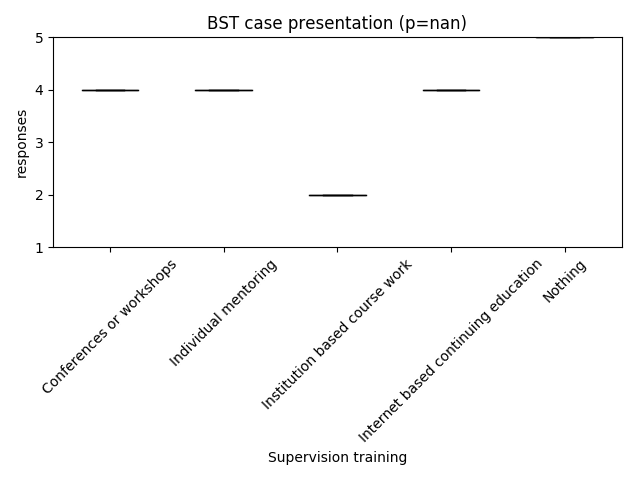 BST case presentation (p=nan)
5
4
3
2
1
responses
Conferences or workshops
Individual mentoring
Institution based course work
Internet based continuing education
Nothing
Supervision training